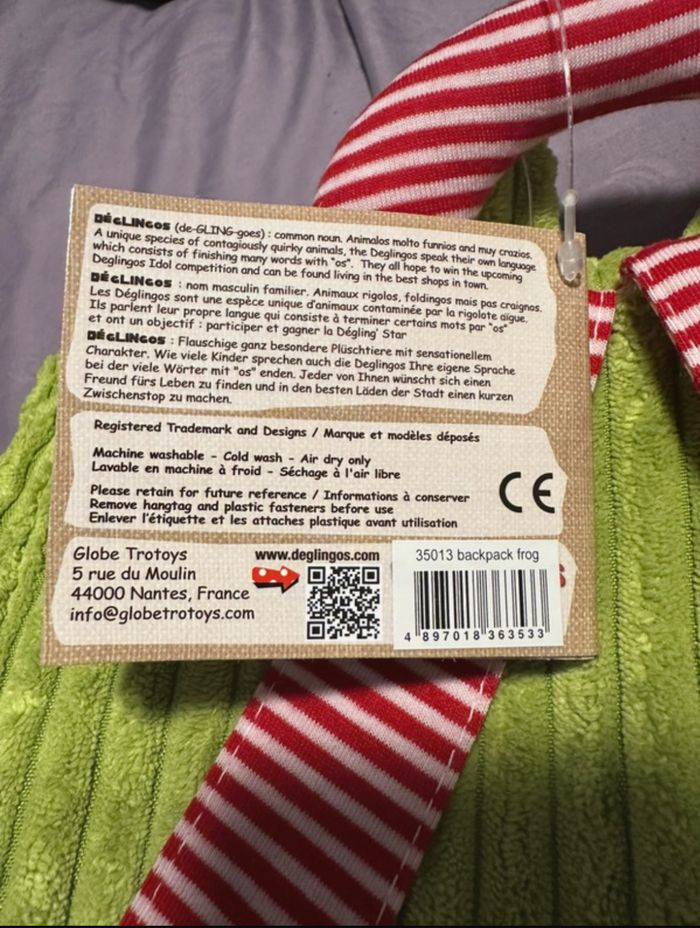 DéGLINGos (de-GLING-goes) : common noun. Animalos molto funnios and muy crazios.
A unique species of contagiously quirky animals, the Deglingos speak their own language
which consists of finishing many words with "os". They all hope to win the upcoming
Deglingos Idol competition and can be found living in the best shops in town.
DéGLINGos : nom masculin familier. Animaux rigolos, foldingos mais pas craignos.
Les Déglingos sont une espèce unique d'animaux contaminée par la rigolote aïgue.
Ils parlent leur propre langue qui consiste à terminer certains mots par "os"
et ont un objectif : participer et gagner la Dégling' Star
DéGLINGos : Flauschige ganz besondere Plüschtiere mit sensationellem
Charakter. Wie viele Kinder sprechen auch die Deglingos Ihre eigene Sprache
bei der viele Wörter mit "os" enden. Jeder von Ihnen wünscht sich einen
Freund fürs Leben zu finden und in den besten Läden der Stadt einen kurzen
Zwischenstop zu machen.
Registered Trademark and Designs / Marque et modèles déposés
Machine washable - Cold wash - Air dry only
Lavable en machine à froid - Séchage à l'air libre
Please retain for future reference / Informations à conserver
Remove hangtag and plastic fasteners before use
Enlever l'étiquette et les attaches plastique avant utilisation
CE
Globe Trotoys
5 rue du Moulin
44000 Nantes, France
info@globetrotoys.com
www.deglingos.com
35013 backpack frog
4 897018 363533